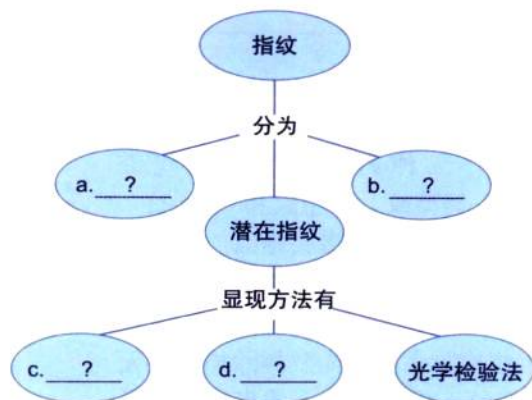 指纹
分为
a. ?
b. ?
潜在指纹
显现方法有
c. ?
d. ?
光学检验法